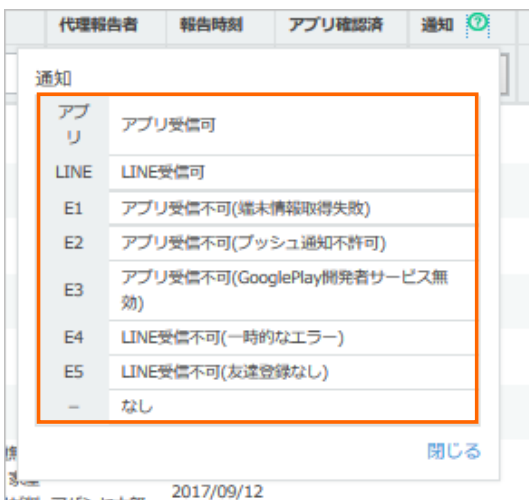 代理報告者 報告時刻 アプリ確認済 通知 ?
通知
アプ
リ
アプリ受信可
LINE LINE受信可
E1 アプリ受信不可(端末情報取得失敗)
E2 アプリ受信不可(プッシュ通知不許可)
E3 アプリ受信不可(GooglePlay開発者サービス無
効)
E4 LINE受信不可(一時的なエラー)
E5 LINE受信不可(友達登録なし)
− なし
閉じる
2017/09/12